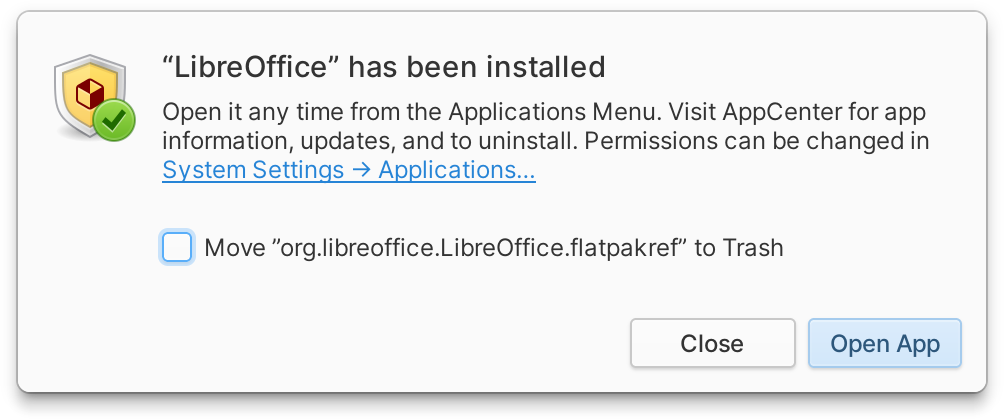 “LibreOffice” has been installed
Open it any time from the Applications Menu. Visit AppCenter for app
information, updates, and to uninstall. Permissions can be changed in
System Settings → Applications…
Move ”org.libreoffice.LibreOffice.flatpakref” to Trash
Close
Open App